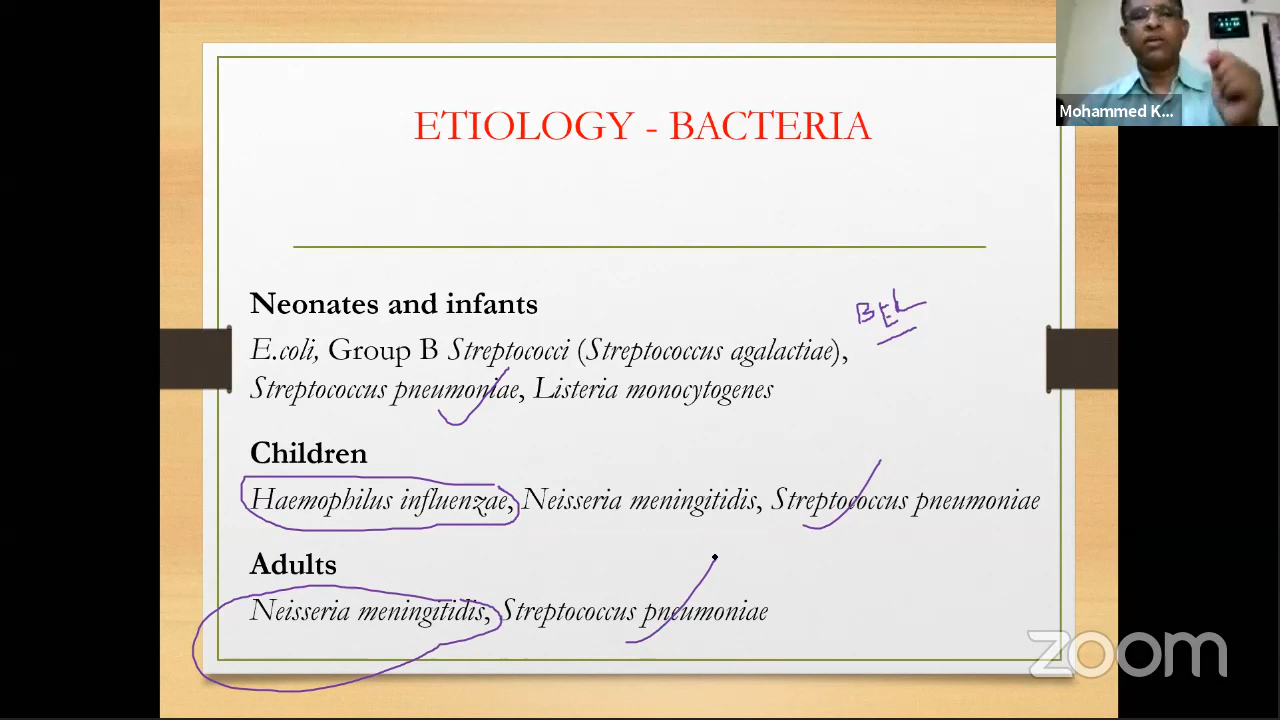 Mohammed K...
ETIOLOGY - BACTERIA
Neonates and infants
BEL
E.coli, Group B Streptococci (Streptococcus agalactiae),
Streptococcus pneumoniae, Listeria monocytogenes
Children
Haemophilus influenzae, Neisseria meningitidis, Streptococcus pneumoniae
Adults
Neisseria meningitidis, Streptococcus pneumoniae
zoom